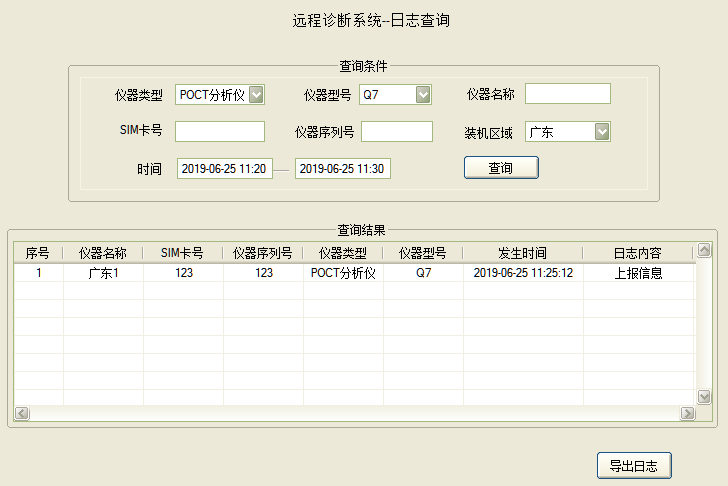 远程诊断系统--日志查询
查询条件
仪器类型 POCT分析仪 仪器型号 Q7 仪器名称
SIM卡号 仪器序列号 装机区域 广东
时间 2019-06-25 11:20 — 2019-06-25 11:30 查询
查询结果
序号 仪器名称 SIM卡号 仪器序列号 仪器类型 仪器型号 发生时间 日志内容
1 广东1 123 123 POCT分析仪 Q7 2019-06-25 11:25:12 上报信息
导出日志